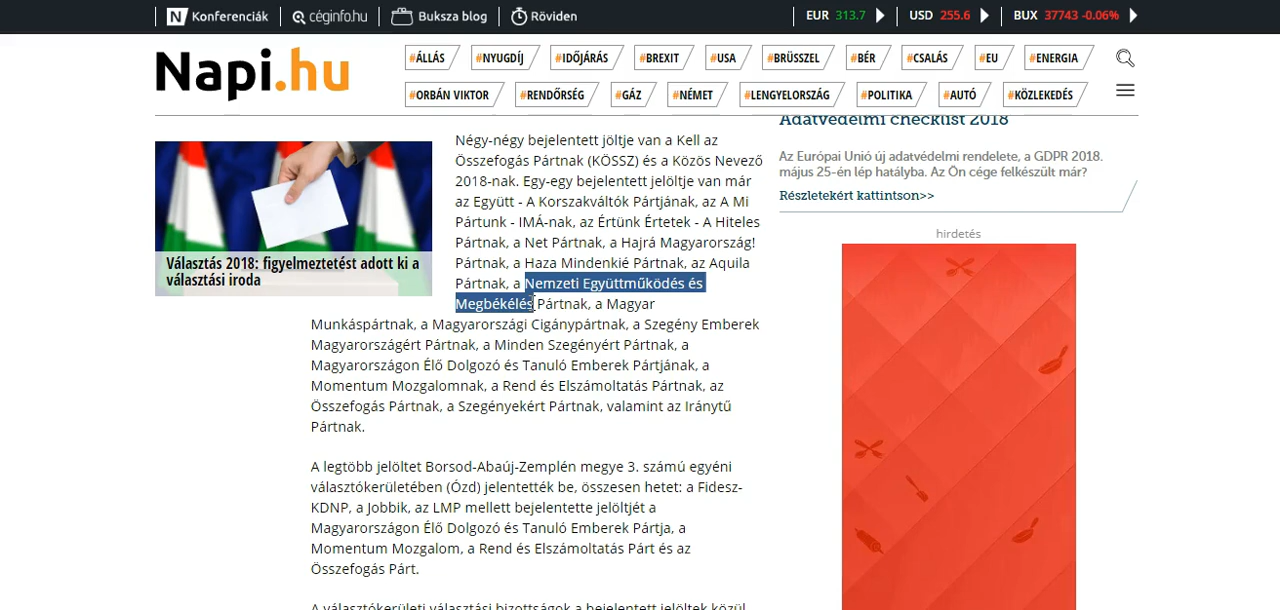 Konferenciák
céginfo.hu
Buksza blog
Röviden
EUR 313.7
USD 255.6
BUX 37743 -0.06%
Napi.hu
#ÁLLÁS
#NYUGDÍJ
#IDŐJÁRÁS
#BREXIT
#USA
#BRÜSSZEL
#BÉR
#CSALÁS
#EU
#ENERGIA
#ORBÁN VIKTOR
#RENDŐRSÉG
#GÁZ
#NÉMET
#LENGYELORSZÁG
#POLITIKA
#AUTÓ
#KÖZLEKEDÉS
Választás 2018: figyelmeztetést adott ki a
választási iroda
Négy-négy bejelentett jöltje van a Kell az
Összefogás Pártnak (KÖSSZ) és a Közös Nevező
2018-nak. Egy-egy bejelentett jelöltje van már
az Együtt - A Korszakváltók Pártjának, az A Mi
Pártunk - IMÁ-nak, az Értünk Értetek - A Hiteles
Pártnak, a Net Pártnak, a Hajrá Magyarország!
Pártnak, a Haza Mindenkié Pártnak, az Aquila
Pártnak, a Nemzeti Együttműködés és
Megbékélés Pártnak, a Magyar
Munkáspártnak, a Magyarországi Cigánypártnak, a Szegény Emberek
Magyarországért Pártnak, a Minden Szegényért Pártnak, a
Magyarországon Élő Dolgozó és Tanuló Emberek Pártjának, a
Momentum Mozgalomnak, a Rend és Elszámoltatás Pártnak, az
Összefogás Pártnak, a Szegényekért Pártnak, valamint az Iránytű
Pártnak.
A legtöbb jelöltet Borsod-Abaúj-Zemplén megye 3. számú egyéni
választókerületében (Ózd) jelentették be, összesen hetet: a Fidesz-
KDNP, a Jobbik, az LMP mellett bejelentette jelöltjét a
Magyarországon Élő Dolgozó és Tanuló Emberek Pártja, a
Momentum Mozgalom, a Rend és Elszámoltatás Párt és az
Összefogás Párt.
A választókerületi választási bizottságok a bejelentett jelöltek közül
Adatvédelmi checklist 2018
Az Európai Unió új adatvédelmi rendelete, a GDPR 2018.
május 25-én lép hatályba. Az Ön cége felkészült már?
Részletekért kattintson>>
hirdetés